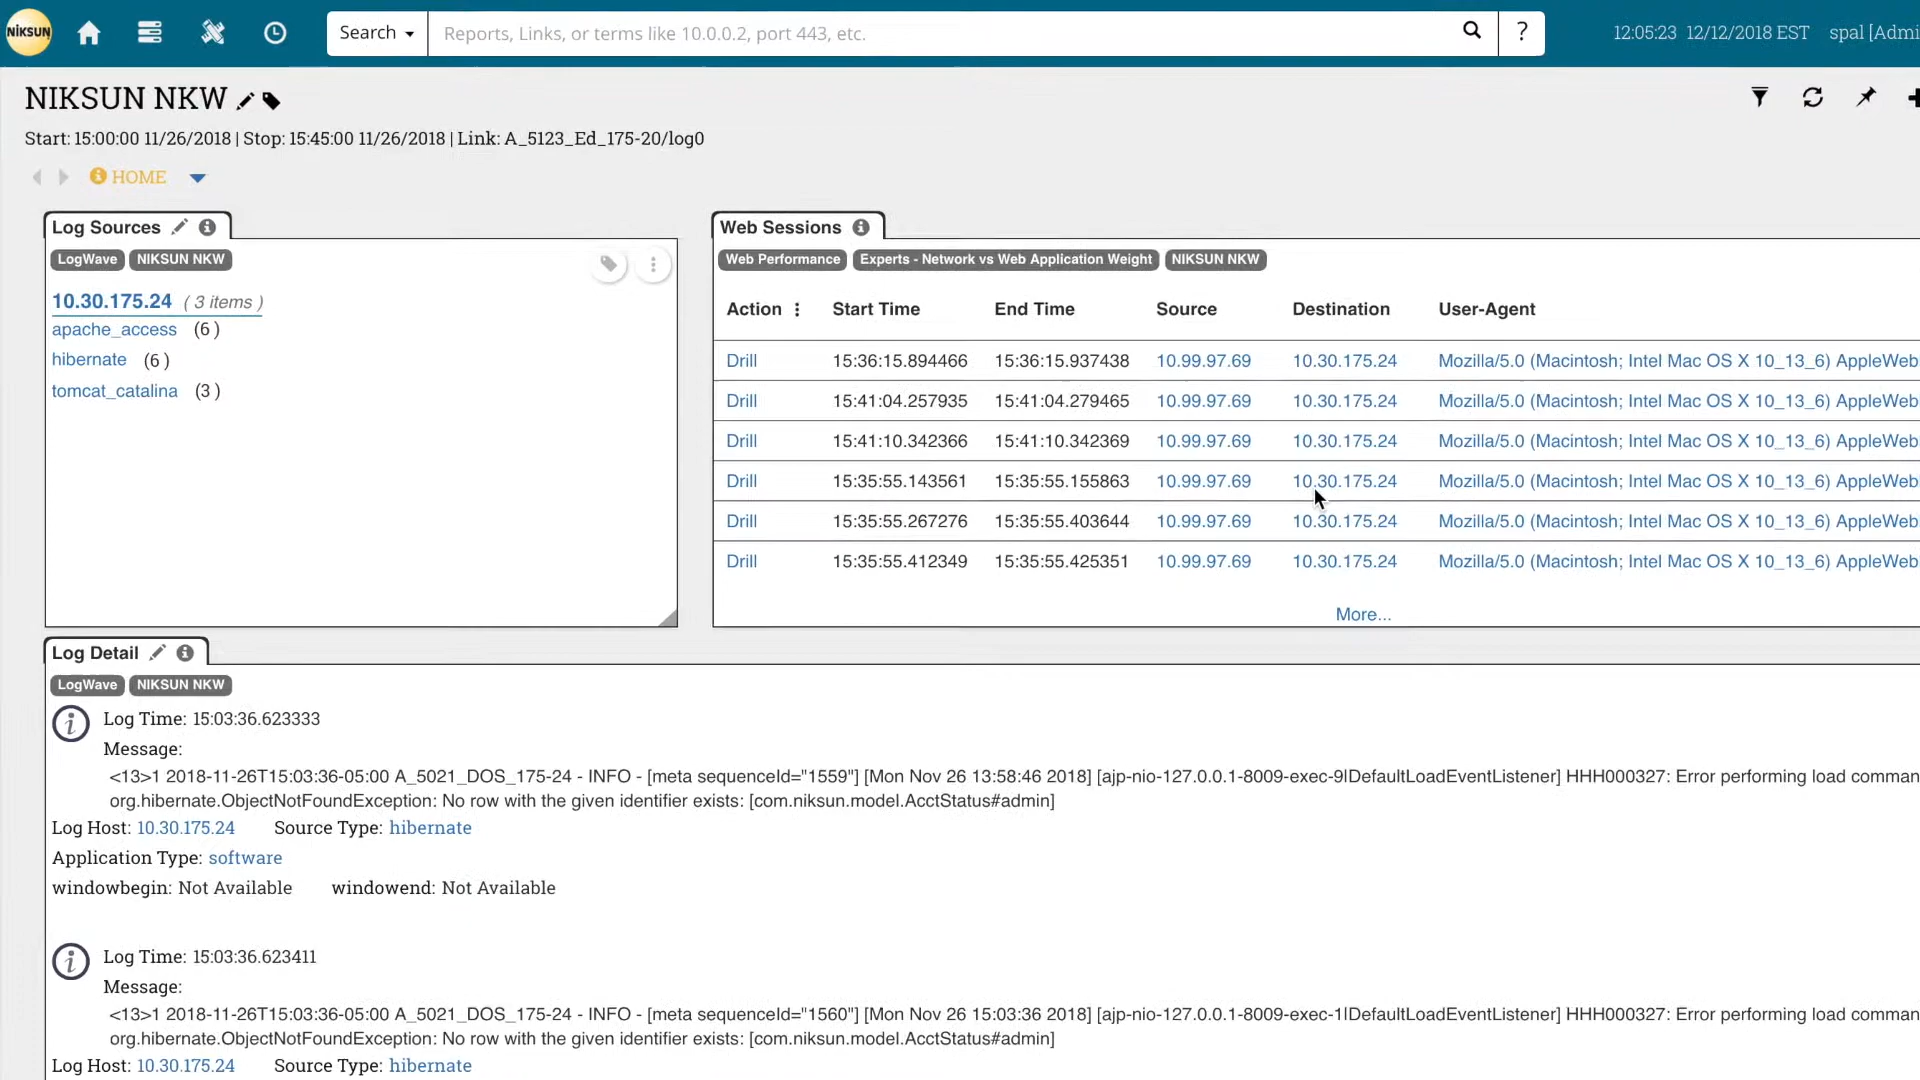 NIKSUN
Search
Reports, Links, or terms like 10.0.0.2, port 443, etc.
?
12:05:23 12/12/2018 EST
spal [Admi
NIKSUN NKW
Start: 15:00:00 11/26/2018 | Stop: 15:45:00 11/26/2018 | Link: A_5123_Ed_175-20/log0
HOME
Log Sources
LogWave NIKSUN NKW
10.30.175.24 ( 3 items )
apache_access (6 )
hibernate (6 )
tomcat_catalina (3 )
Web Sessions
Web Performance Experts - Network vs Web Application Weight NIKSUN NKW
Action Start Time End Time Source Destination User-Agent
Drill 15:36:15.894466 15:36:15.937438 10.99.97.69 10.30.175.24 Mozilla/5.0 (Macintosh; Intel Mac OS X 10_13_6) AppleWeb
Drill 15:41:04.257935 15:41:04.279465 10.99.97.69 10.30.175.24 Mozilla/5.0 (Macintosh; Intel Mac OS X 10_13_6) AppleWeb
Drill 15:41:10.342366 15:41:10.342369 10.99.97.69 10.30.175.24 Mozilla/5.0 (Macintosh; Intel Mac OS X 10_13_6) AppleWeb
Drill 15:35:55.143561 15:35:55.155863 10.99.97.69 10.30.175.24 Mozilla/5.0 (Macintosh; Intel Mac OS X 10_13_6) AppleWeb
Drill 15:35:55.267276 15:35:55.403644 10.99.97.69 10.30.175.24 Mozilla/5.0 (Macintosh; Intel Mac OS X 10_13_6) AppleWeb
Drill 15:35:55.412349 15:35:55.425351 10.99.97.69 10.30.175.24 Mozilla/5.0 (Macintosh; Intel Mac OS X 10_13_6) AppleWeb
More...
Log Detail
LogWave NIKSUN NKW
Log Time: 15:03:36.623333
Message:
<13>1 2018-11-26T15:03:36-05:00 A_5021_DOS_175-24 - INFO - [meta sequenceId="1559"] [Mon Nov 26 13:58:46 2018] [ajp-nio-127.0.0.1-8009-exec-9|DefaultLoadEventListener] HHH000327: Error performing load comman
org.hibernate.ObjectNotFoundException: No row with the given identifier exists: [com.niksun.model.AcctStatus#admin]
Log Host: 10.30.175.24 Source Type: hibernate
Application Type: software
windowbegin: Not Available windowend: Not Available
Log Time: 15:03:36.623411
Message:
<13>1 2018-11-26T15:03:36-05:00 A_5021_DOS_175-24 - INFO - [meta sequenceId="1560"] [Mon Nov 26 15:03:36 2018] [ajp-nio-127.0.0.1-8009-exec-1|DefaultLoadEventListener] HHH000327: Error performing load comman
org.hibernate.ObjectNotFoundException: No row with the given identifier exists: [com.niksun.model.AcctStatus#admin]
Log Host: 10.30.175.24 Source Type: hibernate